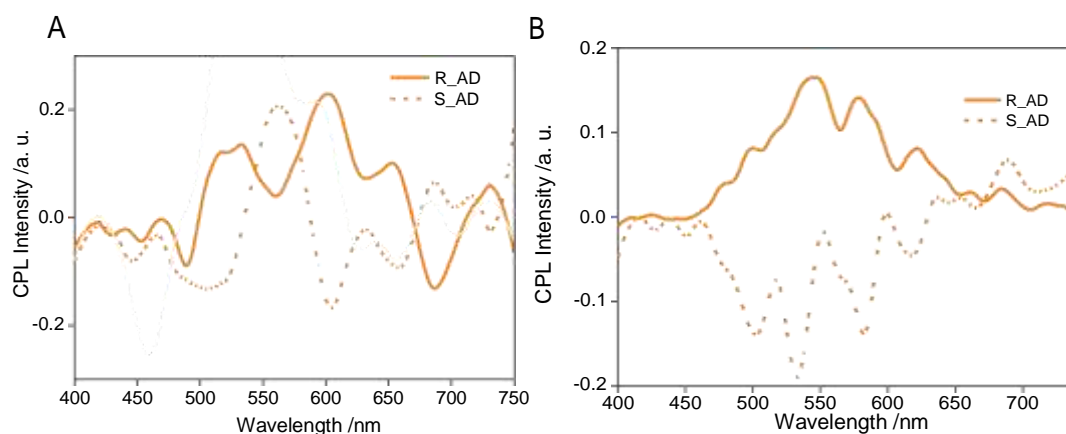 A
CPL Intensity /a. u.
0.2
0.0
-0.2
R_AD
S_AD
400 450 500 550 600 650 700 750
Wavelength /nm
B
CPL Intensity /a. u.
0.2
0.1
0.0
-0.1
-0.2
R_AD
S_AD
400 450 500 550 600 650 700
Wavelength /nm